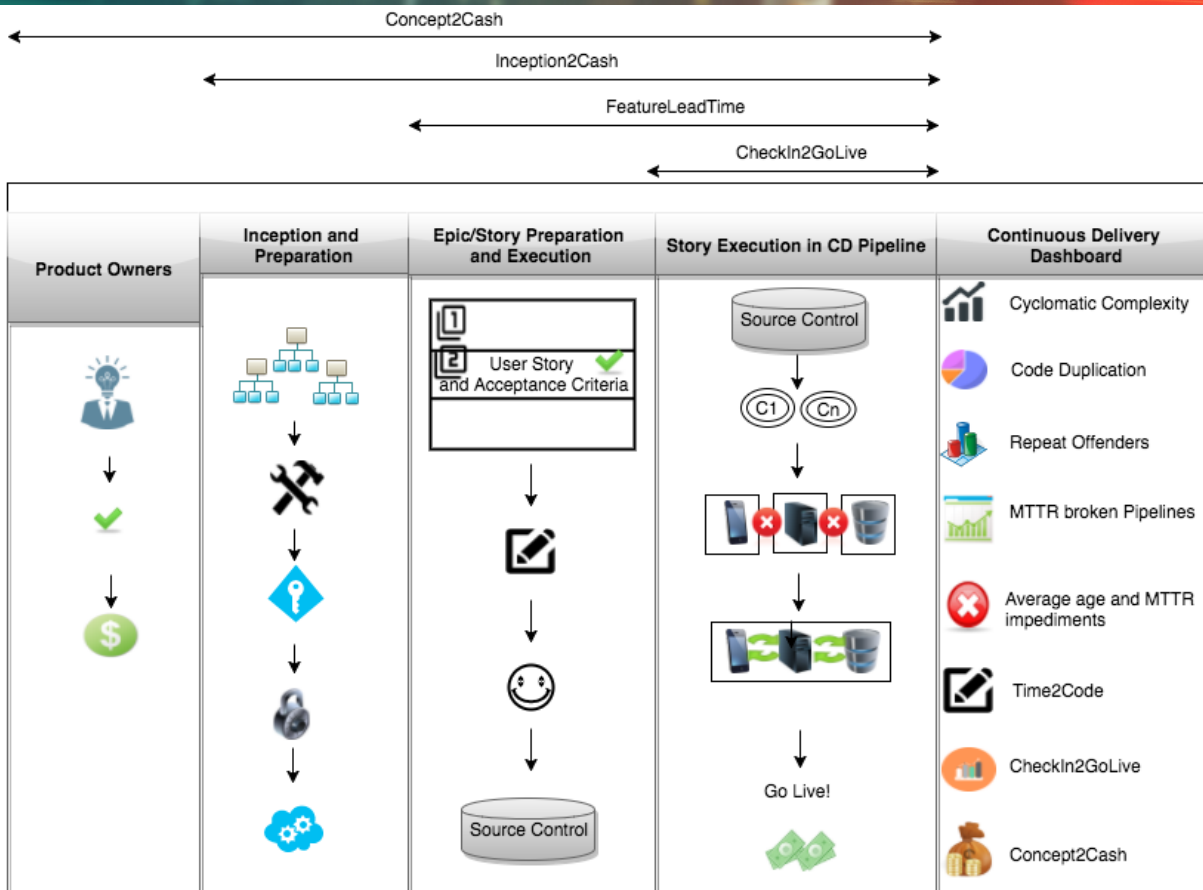 Concept2Cash
Inception2Cash
FeatureLeadTime
CheckIn2GoLive
Product Owners
Inception and
Preparation
Epic/Story Preparation
and Execution
Story Execution in CD Pipeline
Continuous Delivery
Dashboard
1
2
User Story
and Acceptance Criteria
Source Control
Source Control
C1
Cn
Go Live!
$
Cyclomatic Complexity
Code Duplication
Repeat Offenders
MTTR broken Pipelines
Average age and MTTR
impediments
Time2Code
CheckIn2GoLive
Concept2Cash